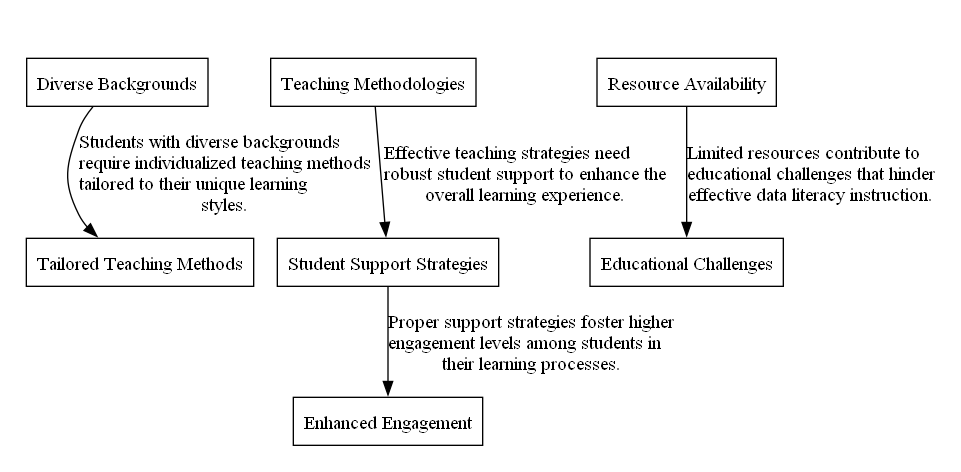 Diverse Backgrounds
Teaching Methodologies
Resource Availability
Students with diverse backgrounds
require individualized teaching methods
tailored to their unique learning
styles.
Effective teaching strategies need
robust student support to enhance the
overall learning experience.
Limited resources contribute to
educational challenges that hinder
effective data literacy instruction.
Tailored Teaching Methods
Student Support Strategies
Educational Challenges
Proper support strategies foster higher
engagement levels among students in
their learning processes.
Enhanced Engagement